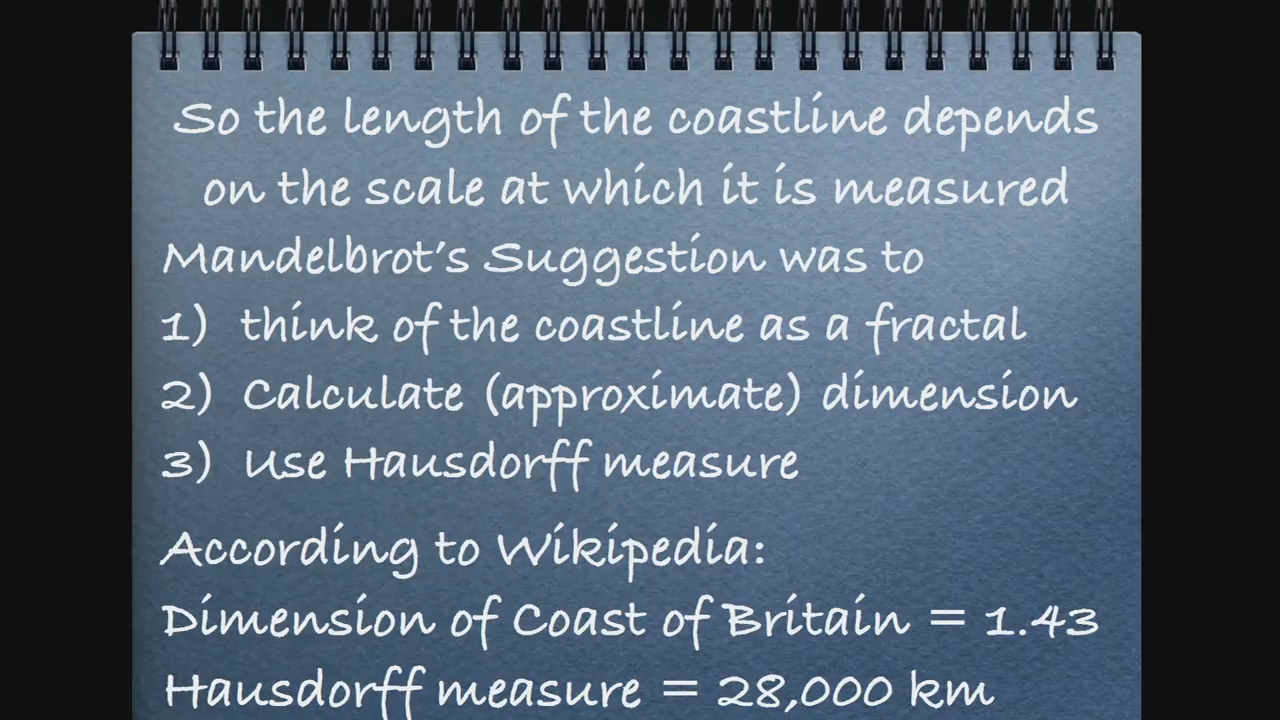 So the length of the coastline depends
on the scale at which it is measured
Mandelbrot's Suggestion was to
1) think of the coastline as a fractal
2) Calculate (approximate) dimension
3) Use Hausdorff measure
According to Wikipedia:
Dimension of Coast of Britain = 1.43
Hausdorff measure = 28,000 km